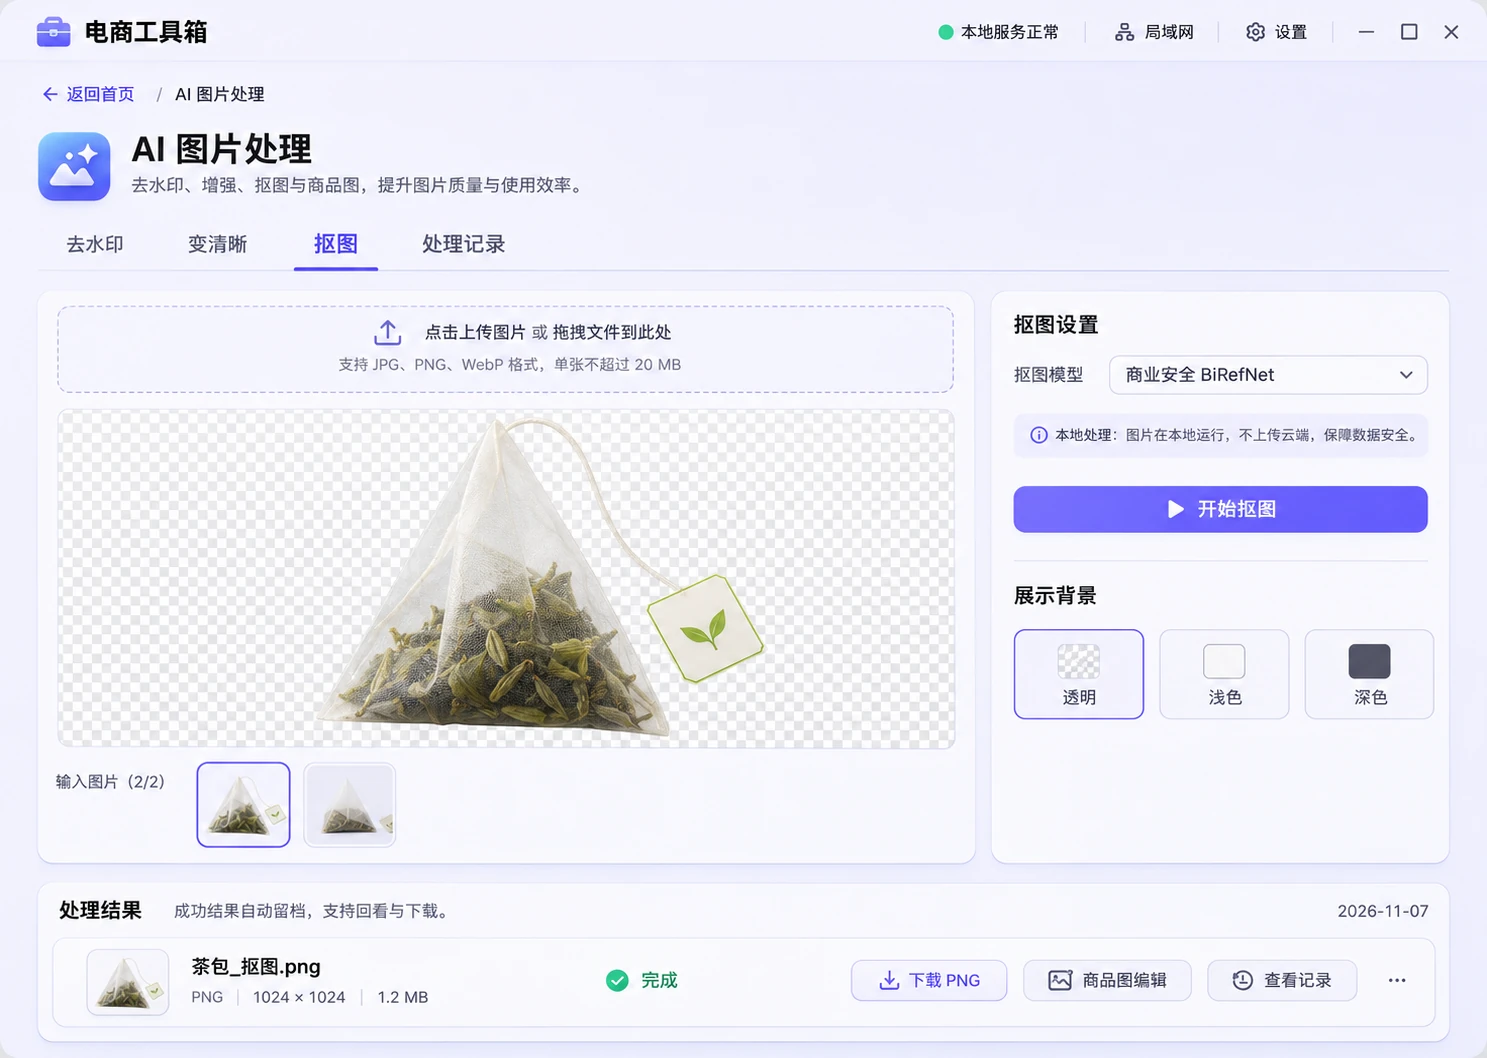 电商工具箱
本地服务正常
局域网
设置
返回首页 / AI 图片处理
AI 图片处理
去水印、增强、抠图与商品图，提升图片质量与使用效率。
去水印
变清晰
抠图
处理记录
点击上传图片 或 拖拽文件到此处
支持 JPG、PNG、WebP 格式，单张不超过 20 MB
输入图片（2/2）
抠图设置
抠图模型
商业安全 BiRefNet
本地处理：图片在本地运行，不上传云端，保障数据安全。
开始抠图
展示背景
透明
浅色
深色
处理结果
成功结果自动留档，支持回看与下载。
2026-11-07
茶包_抠图.png
PNG | 1024 × 1024 | 1.2 MB
完成
下载 PNG
商品图编辑
查看记录